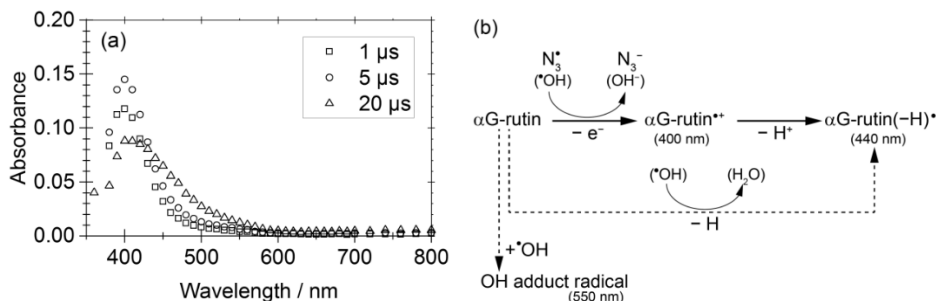 (a)
1 µs
5 µs
20 µs
0.20
0.15
0.10
0.05
0.00
Absorbance
400 500 600 700 800
Wavelength / nm
(b)
N₃• N₃⁻
(•OH) (OH⁻)
αG-rutin αG-rutin•⁺ αG-rutin(−H)•
− e⁻ (400 nm) − H⁺ (440 nm)
(•OH) (H₂O)
− H
+•OH
OH adduct radical
(550 nm)